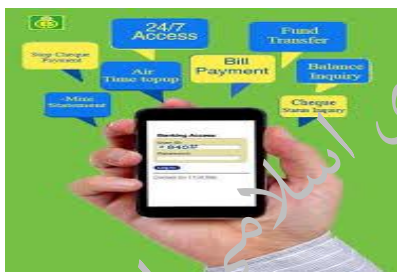 24/7
Access
Fund
Transfer
Stop Cheque
Payment
Air
Time topup
Bill
Payment
Balance
Inquiry
-Mini
Statement
Cheque
Status Inquiry
Banking Access